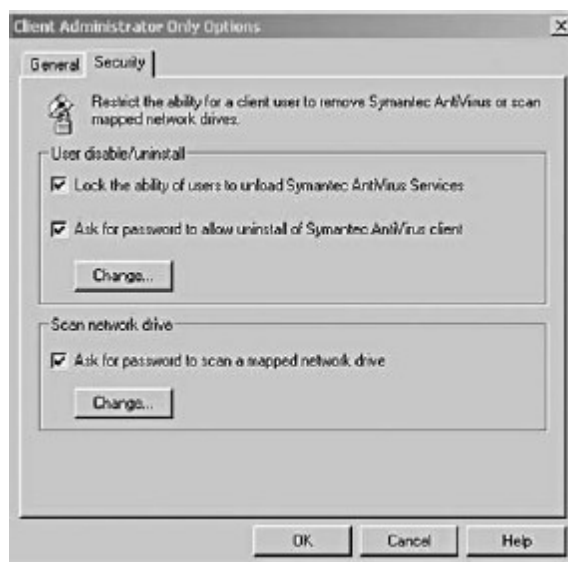 Client Administrator Only Options
General
Security
Restrict the ability for a client user to remove Symantec AntiVirus or scan
mapped network drives.
User disable/uninstall
Lock the ability of users to unload Symantec AntiVirus Services
Ask for password to allow uninstall of Symantec AntiVirus client
Change...
Scan network drive
Ask for password to scan a mapped network drive
Change...
OK
Cancel
Help